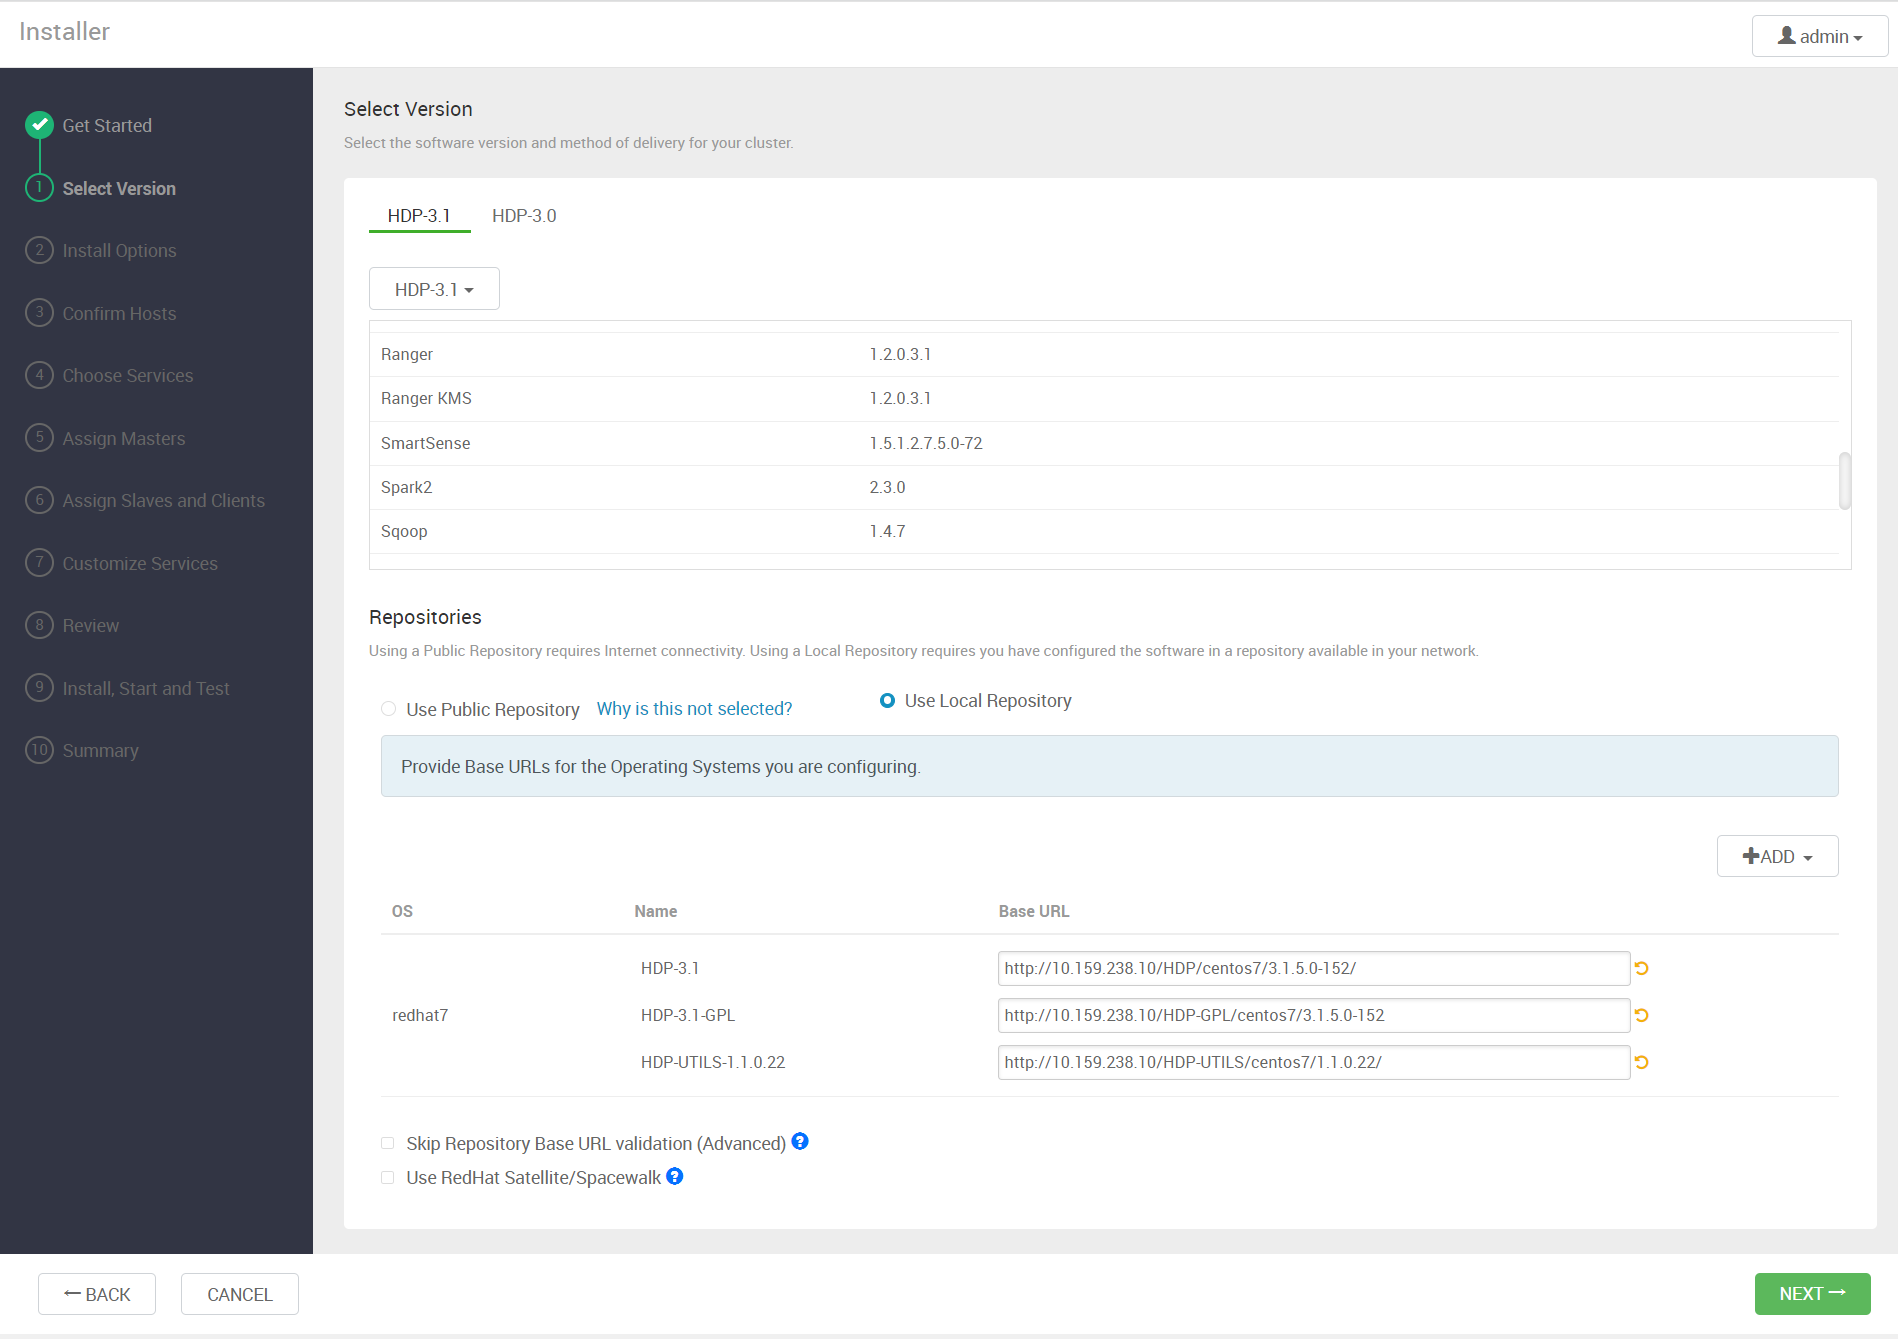 Installer
admin
Get Started
1 Select Version
2 Install Options
3 Confirm Hosts
4 Choose Services
5 Assign Masters
6 Assign Slaves and Clients
7 Customize Services
8 Review
9 Install, Start and Test
10 Summary
Select Version
Select the software version and method of delivery for your cluster.
HDP-3.1 HDP-3.0
HDP-3.1
Ranger 1.2.0.3.1
Ranger KMS 1.2.0.3.1
SmartSense 1.5.1.2.7.5.0-72
Spark2 2.3.0
Sqoop 1.4.7
Repositories
Using a Public Repository requires Internet connectivity. Using a Local Repository requires you have configured the software in a repository available in your network.
Use Public Repository Why is this not selected? Use Local Repository
Provide Base URLs for the Operating Systems you are configuring.
ADD
OS Name Base URL
HDP-3.1 http://10.159.238.10/HDP/centos7/3.1.5.0-152/
redhat7 HDP-3.1-GPL http://10.159.238.10/HDP-GPL/centos7/3.1.5.0-152
HDP-UTILS-1.1.0.22 http://10.159.238.10/HDP-UTILS/centos7/1.1.0.22/
Skip Repository Base URL validation (Advanced) ?
Use RedHat Satellite/Spacewalk ?
← BACK CANCEL NEXT →